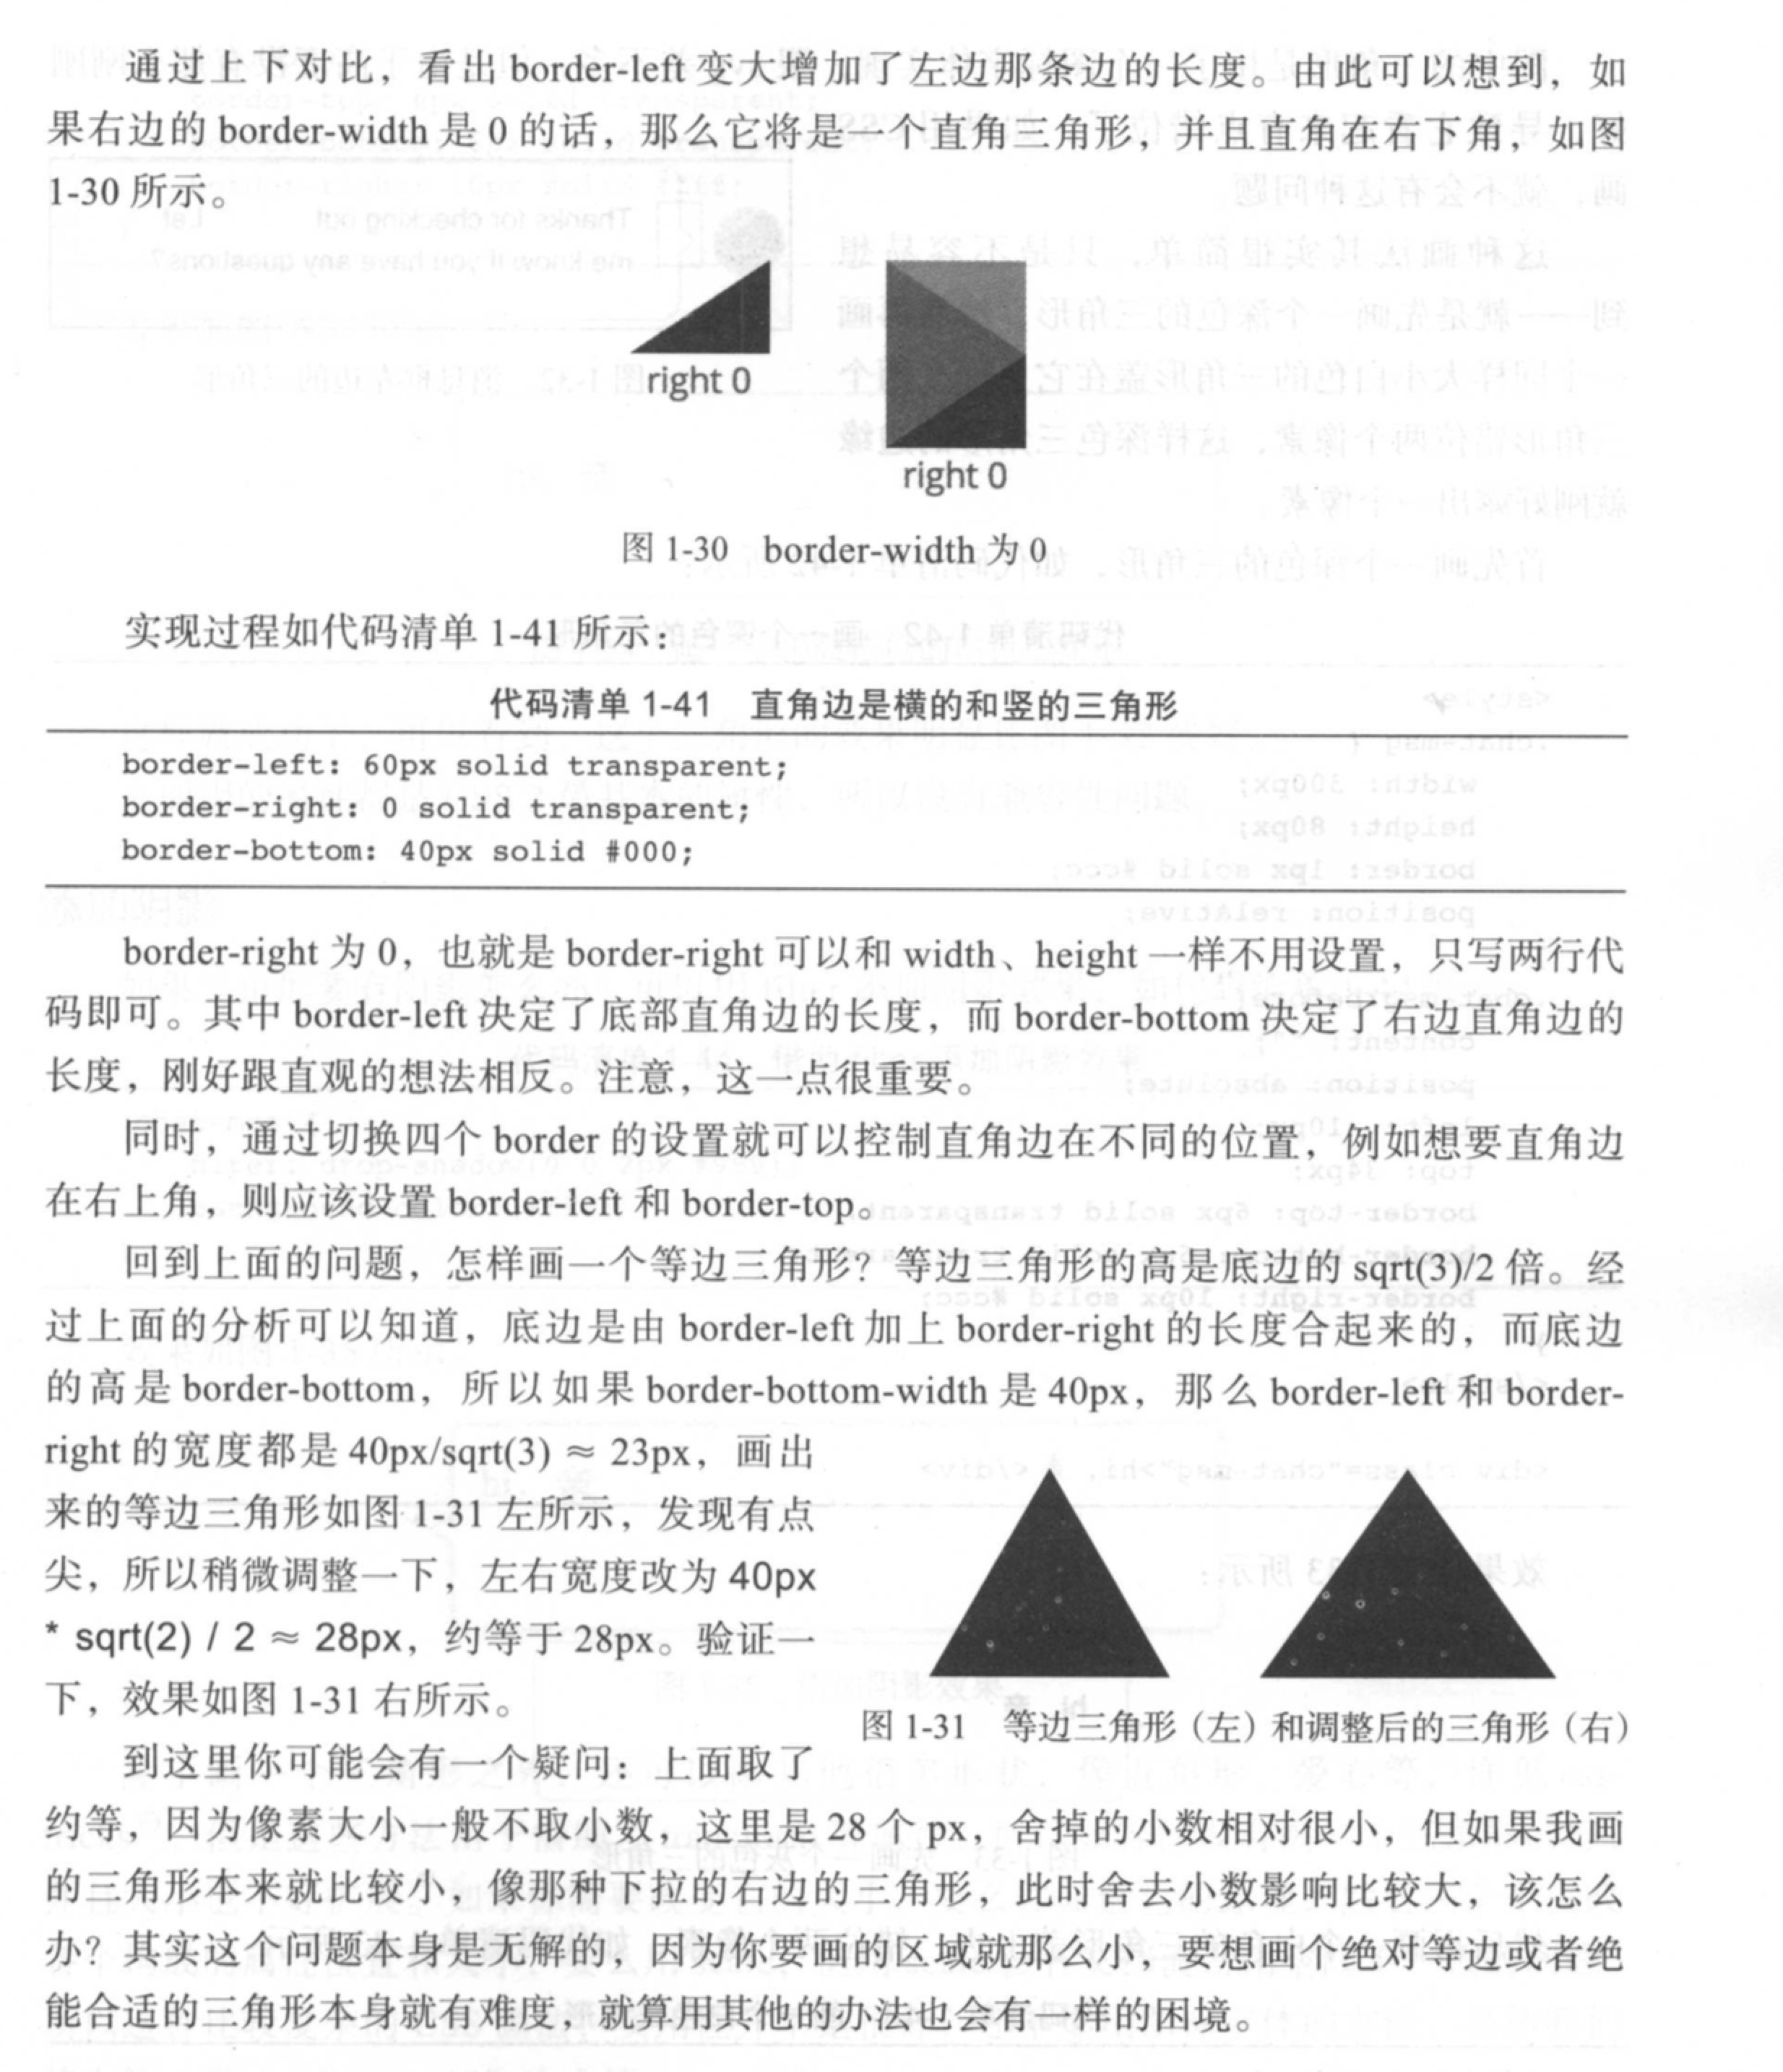 通过上下对比，看出 border-left 变大增加了左边那条边的长度。由此可以想到，如
果右边的 border-width 是 0 的话，那么它将是一个直角三角形，并且直角在右下角，如图
1-30 所示。
right 0
right 0
图 1-30 border-width 为 0
实现过程如代码清单 1-41 所示：
代码清单 1-41 直角边是横的和竖的三角形
border-left: 60px solid transparent;
border-right: 0 solid transparent;
border-bottom: 40px solid #000;
border-right 为 0，也就是 border-right 可以和 width、height 一样不用设置，只写两行代
码即可。其中 border-left 决定了底部直角边的长度，而 border-bottom 决定了右边直角边的
长度，刚好跟直观的想法相反。注意，这一点很重要。
同时，通过切换四个 border 的设置就可以控制直角边在不同的位置，例如想要直角边
在右上角，则应该设置 border-left 和 border-top。
回到上面的问题，怎样画一个等边三角形？等边三角形的高是底边的 sqrt(3)/2 倍。经
过上面的分析可以知道，底边是由 border-left 加上 border-right 的长度合起来的，而底边
的高是 border-bottom，所以如果 border-bottom-width 是 40px，那么 border-left 和 border-
right 的宽度都是 40px/sqrt(3) ≈ 23px，画出
来的等边三角形如图 1-31 左所示，发现有点
尖，所以稍微调整一下，左右宽度改为 40px
* sqrt(2) / 2 ≈ 28px，约等于 28px。验证一
下，效果如图 1-31 右所示。
图 1-31 等边三角形（左）和调整后的三角形（右）
到这里你可能会有一个疑问：上面取了
约等，因为像素大小一般不取小数，这里是 28 个 px，舍掉的小数相对很小，但如果我画
的三角形本来就比较小，像那种下拉的右边的三角形，此时舍去小数影响比较大，该怎么
办？其实这个问题本身是无解的，因为你要画的区域就那么小，要想画个绝对等边或者绝
能合适的三角形本身就有难度，就算用其他的办法也会有一样的困境。